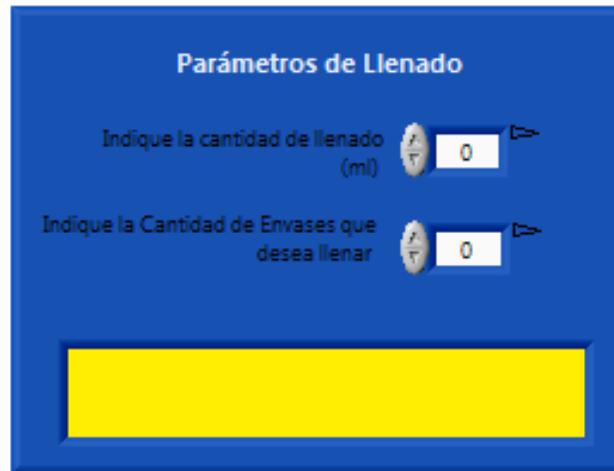 Parámetros de Llenado
Indique la cantidad de llenado
(ml)
0
Indique la Cantidad de Envases que
desea llenar
0